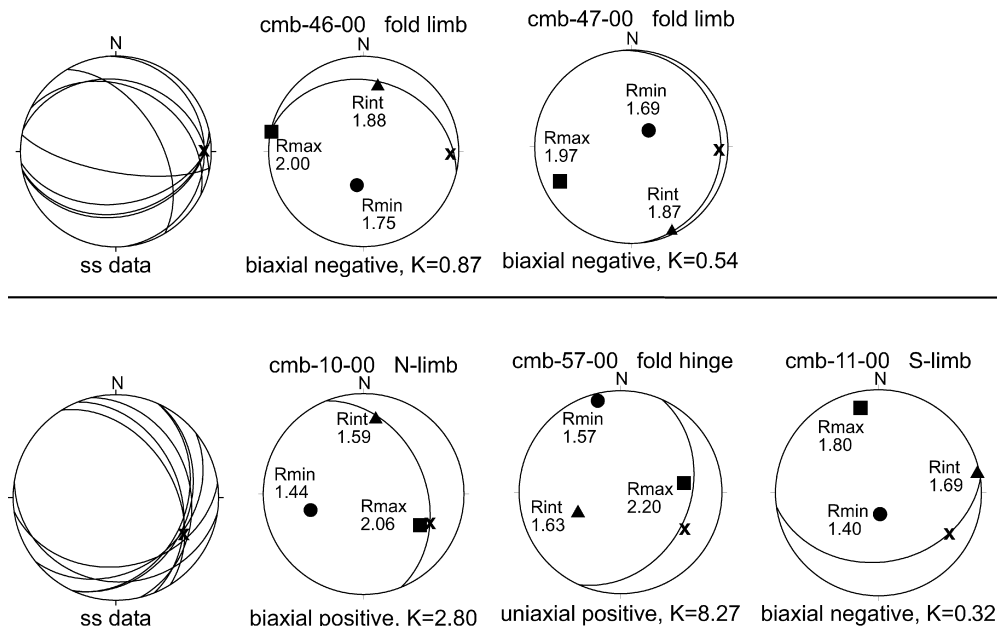 cmb-46-00 fold limb
cmb-47-00 fold limb
N
N
N
Rmin
1.69
Rint
1.88
Rmax
2.00
Rmax
1.97
x
x
x
Rmin
1.75
Rint
1.87
ss data
biaxial negative, K=0.87
biaxial negative, K=0.54
cmb-10-00 N-limb
cmb-57-00 fold hinge
cmb-11-00 S-limb
N
N
N
N
Rint
1.59
Rmin
1.57
Rmax
1.80
Rmin
1.44
Rmax
2.06
Rint
1.63
Rmax
2.20
Rint
1.69
Rmin
1.40
x
x
x
x
ss data
biaxial positive, K=2.80
uniaxial positive, K=8.27
biaxial negative, K=0.32